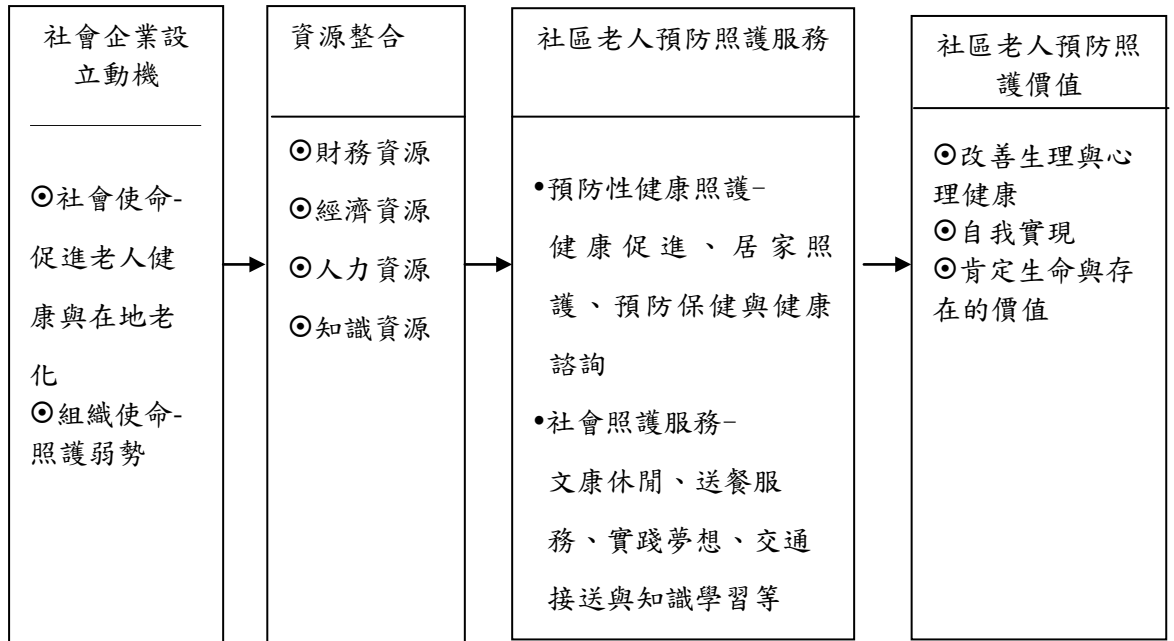 社會企業設
立動機
⊙社會使命-
促進老人健
康與在地老
化
⊙組織使命-
照護弱勢
資源整合
⊙財務資源
⊙經濟資源
⊙人力資源
⊙知識資源
社區老人預防照護服務
•預防性健康照護-
健康促進、居家照
護、預防保健與健康
諮詢
•社會照護服務-
文康休閒、送餐服
務、實踐夢想、交通
接送與知識學習等
社區老人預防照
護價值
⊙改善生理與心
理健康
⊙自我實現
⊙肯定生命與存
在的價值